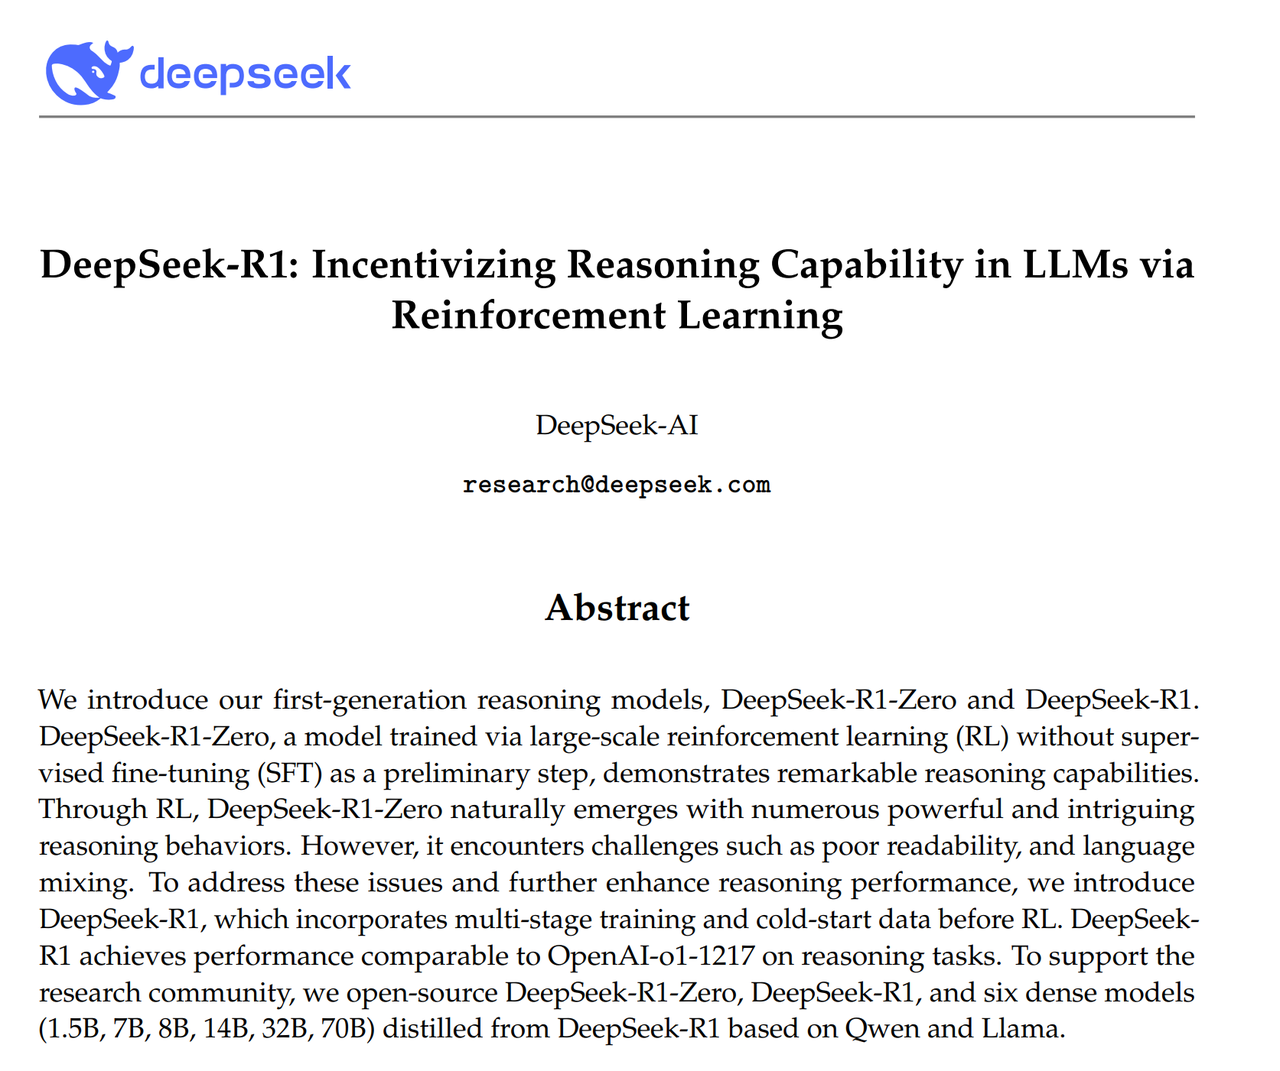 deepseek
DeepSeek-R1: Incentivizing Reasoning Capability in LLMs via
Reinforcement Learning
DeepSeek-AI
research@deepseek.com
Abstract
We introduce our first-generation reasoning models, DeepSeek-R1-Zero and DeepSeek-R1.
DeepSeek-R1-Zero, a model trained via large-scale reinforcement learning (RL) without super-
vised fine-tuning (SFT) as a preliminary step, demonstrates remarkable reasoning capabilities.
Through RL, DeepSeek-R1-Zero naturally emerges with numerous powerful and intriguing
reasoning behaviors. However, it encounters challenges such as poor readability, and language
mixing. To address these issues and further enhance reasoning performance, we introduce
DeepSeek-R1, which incorporates multi-stage training and cold-start data before RL. DeepSeek-
R1 achieves performance comparable to OpenAI-o1-1217 on reasoning tasks. To support the
research community, we open-source DeepSeek-R1-Zero, DeepSeek-R1, and six dense models
(1.5B, 7B, 8B, 14B, 32B, 70B) distilled from DeepSeek-R1 based on Qwen and Llama.